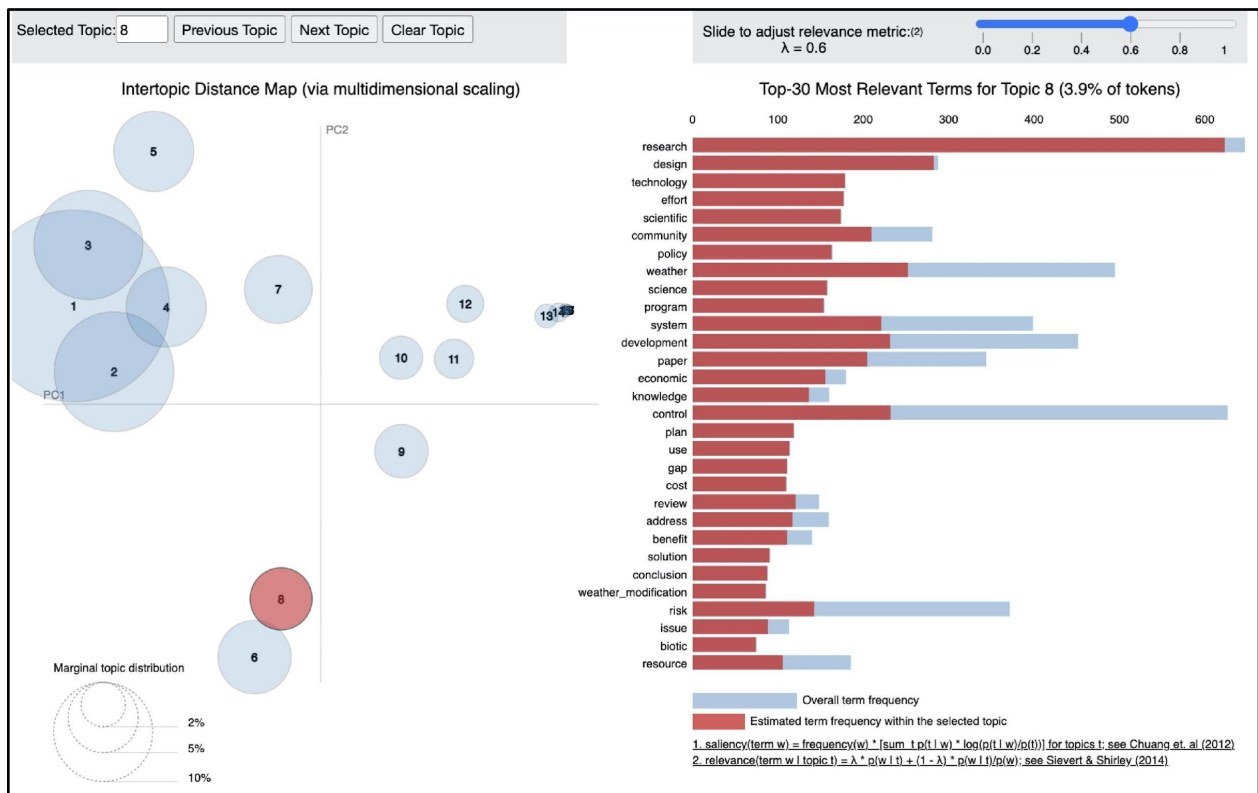 Selected Topic: 8 Previous Topic Next Topic Clear Topic
Slide to adjust relevance metric:(2)
λ = 0.6
0.0 0.2 0.4 0.6 0.8 1
Intertopic Distance Map (via multidimensional scaling)
PC2
PC1
5
3
1
4
7
2
12
13
10
11
9
8
6
Marginal topic distribution
2%
5%
10%
Top-30 Most Relevant Terms for Topic 8 (3.9% of tokens)
0 100 200 300 400 500 600
research
design
technology
effort
scientific
community
policy
weather
science
program
system
development
paper
economic
knowledge
control
plan
use
gap
cost
review
address
benefit
solution
conclusion
weather_modification
risk
issue
biotic
resource
Overall term frequency
Estimated term frequency within the selected topic
1. saliency(term w) = frequency(w) * [sum_t p(t | w) * log(p(t | w)/p(t))] for topics t; see Chuang et. al (2012)
2. relevance(term w | topic t) = λ * p(w | t) + (1 - λ) * p(w | t)/p(w); see Sievert & Shirley (2014)